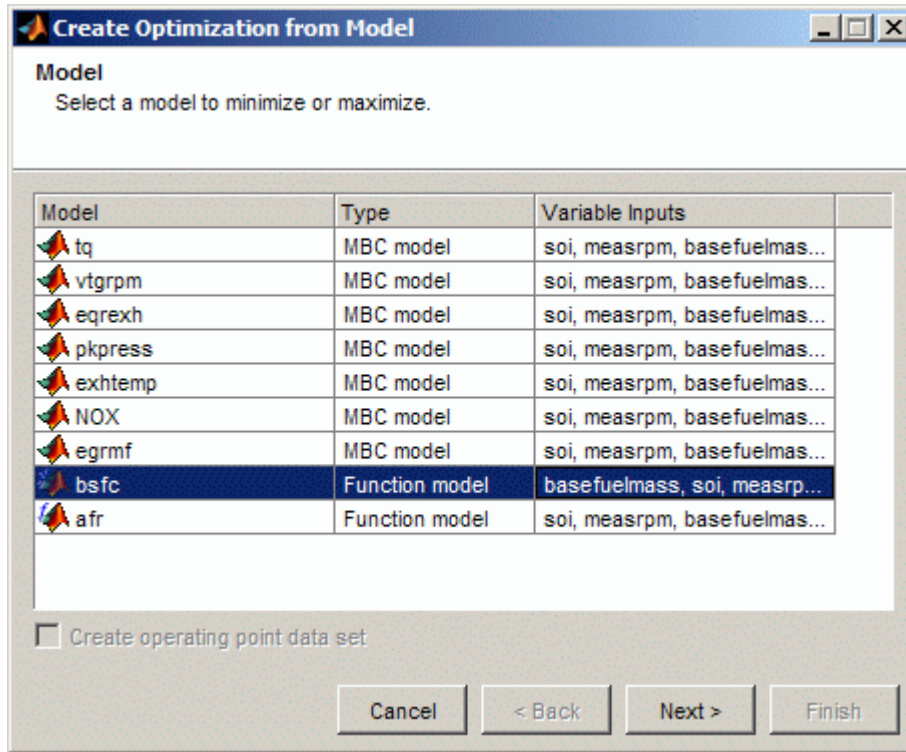 Create Optimization from Model
Model
Select a model to minimize or maximize.
Model Type Variable Inputs
tq MBC model soi, measrpm, basefuelmas...
vtgrpm MBC model soi, measrpm, basefuelmas...
eqrexh MBC model soi, measrpm, basefuelmas...
pkpress MBC model soi, measrpm, basefuelmas...
exhtemp MBC model soi, measrpm, basefuelmas...
NOX MBC model soi, measrpm, basefuelmas...
egrmf MBC model soi, measrpm, basefuelmas...
bsfc Function model basefuelmass, soi, measrp...
afr Function model soi, measrpm, basefuelmas...
Create operating point data set
Cancel < Back Next > Finish